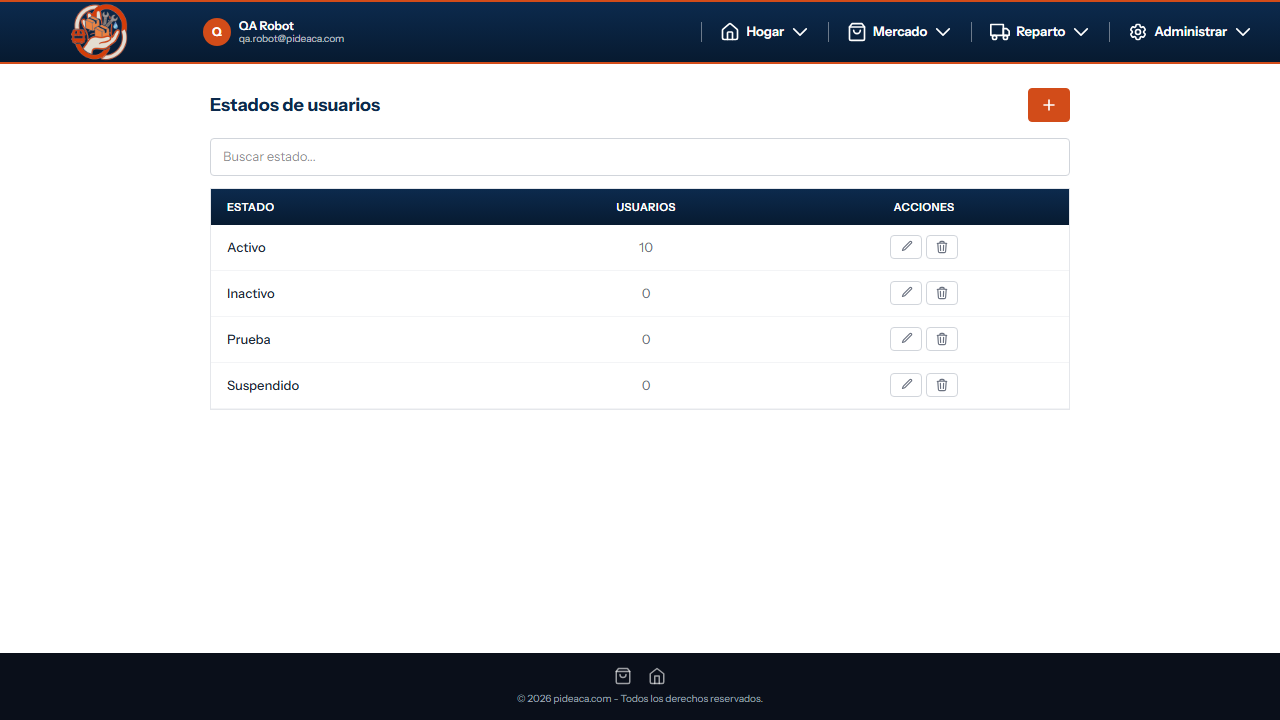 Q
QA Robot
qa.robot@pideaca.com
Hogar
Mercado
Reparto
Administrar
Estados de usuarios
+
Buscar estado...
ESTADO USUARIOS ACCIONES
Activo 10
Inactivo 0
Prueba 0
Suspendido 0
© 2026 pideaca.com - Todos los derechos reservados.